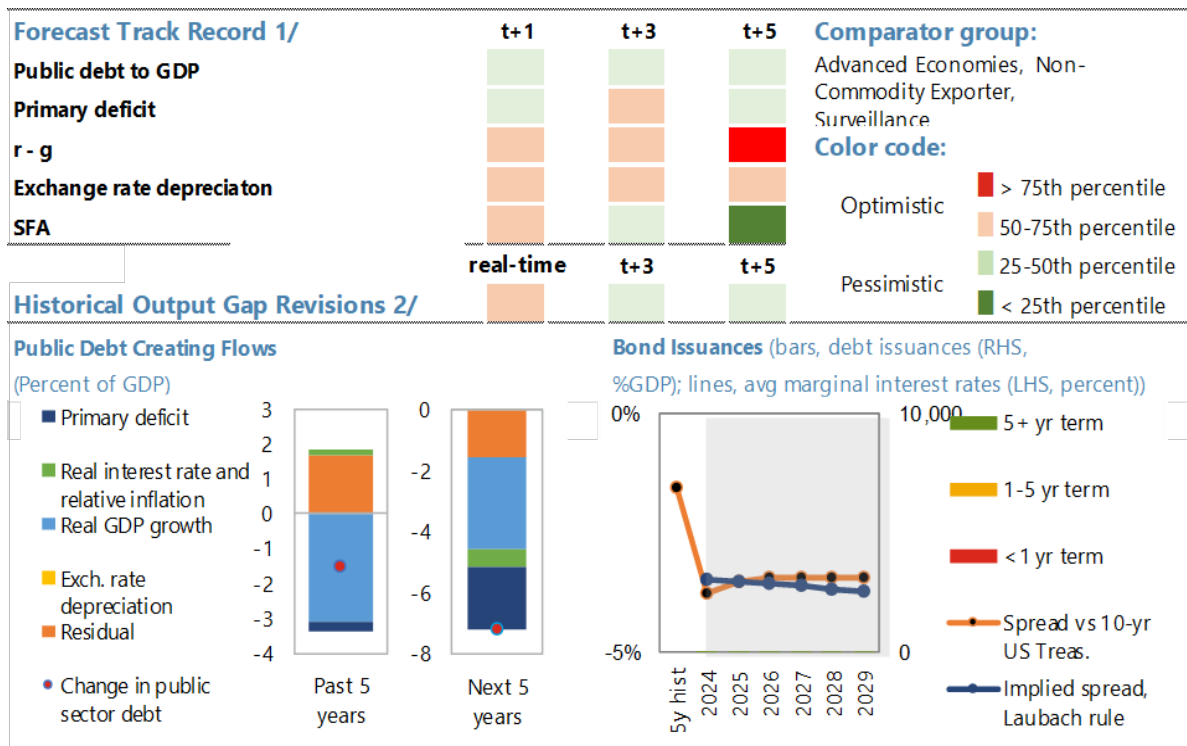 Forecast Track Record 1/ t+1 t+3 t+5 Comparator group:
Public debt to GDP
Primary deficit
r - g
Exchange rate depreciaton
SFA
Advanced Economies, Non-
Commodity Exporter,
Surveillance
Color code:
Optimistic
> 75th percentile
50-75th percentile
Pessimistic
25-50th percentile
< 25th percentile
real-time t+3 t+5
Historical Output Gap Revisions 2/
Public Debt Creating Flows
(Percent of GDP)
Primary deficit
Real interest rate and
relative inflation
Real GDP growth
Exch. rate
depreciation
Residual
Change in public
sector debt
3
2
1
0
-1
-2
-3
-4
Past 5
years
0
-2
-4
-6
-8
Next 5
years
Bond Issuances (bars, debt issuances (RHS,
%GDP); lines, avg marginal interest rates (LHS, percent))
0%
-5%
10,000
0
5y hist
2024
2025
2026
2027
2028
2029
5+ yr term
1-5 yr term
<1 yr term
Spread vs 10-yr
US Treas.
Implied spread,
Laubach rule